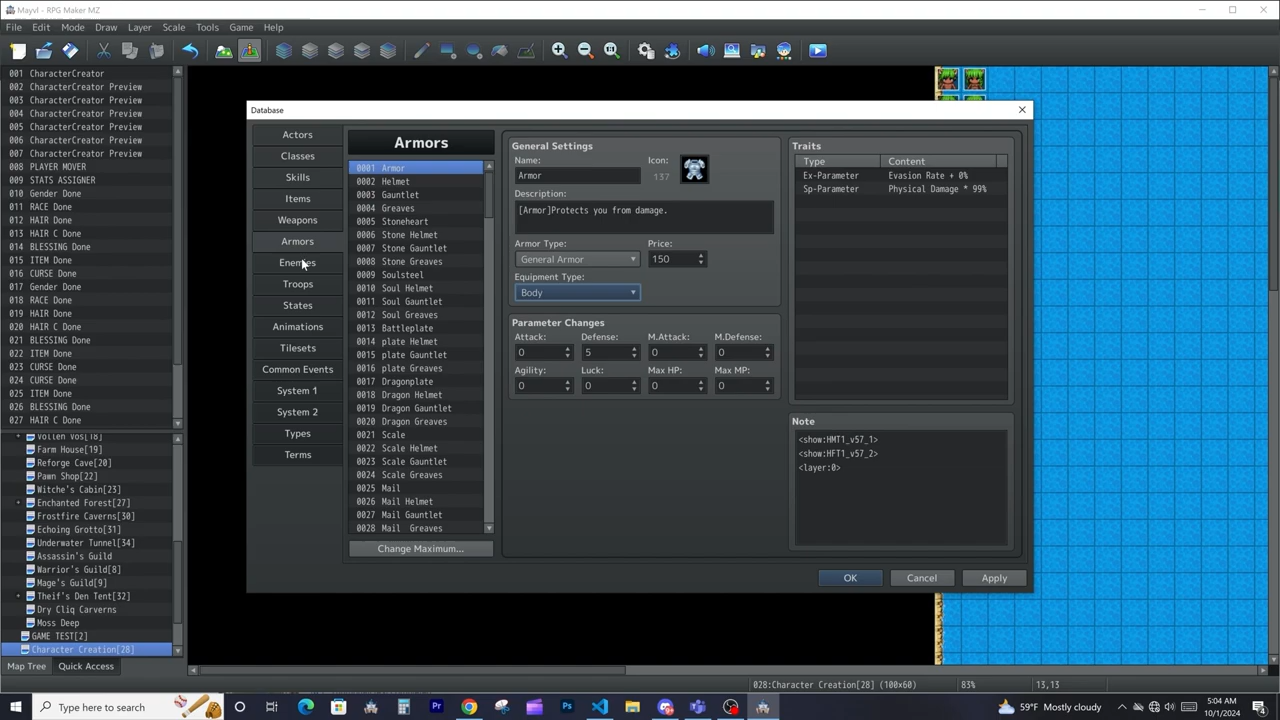 Mayvl - RPG Maker MZ
File Edit Mode Draw Layer Scale Tools Game Help
001 CharacterCreator
002 CharacterCreator Preview
003 CharacterCreator Preview
004 CharacterCreator Preview
005 CharacterCreator Preview
006 CharacterCreator Preview
007 CharacterCreator Preview
008 PLAYER MOVER
009 STATS ASSIGNER
010 Gender Done
011 RACE Done
012 HAIR Done
013 HAIR C Done
014 BLESSING Done
015 ITEM Done
016 CURSE Done
017 Gender Done
018 RACE Done
019 HAIR Done
020 HAIR C Done
021 BLESSING Done
022 ITEM Done
023 CURSE Done
024 CURSE Done
025 ITEM Done
026 BLESSING Done
027 HAIR C Done
Vollen Vos[18]
Farm House[19]
Reforge Cave[20]
Pawn Shop[22]
Witche's Cabin[23]
Enchanted Forest[27]
Frostfire Caverns[30]
Echoing Grotto[31]
Underwater Tunnel[34]
Assassin's Guild
Warrior's Guild[8]
Mage's Guild[9]
Theif's Den Tent[32]
Dry Cliq Carverns
Moss Deep
GAME TEST[2]
Character Creation[28]
Map Tree Quick Access
Database
Actors
Classes
Skills
Items
Weapons
Armors
Enemies
Troops
States
Animations
Tilesets
Common Events
System 1
System 2
Types
Terms
Armors
0001 Armor
0002 Helmet
0003 Gauntlet
0004 Greaves
0005 Stoneheart
0006 Stone Helmet
0007 Stone Gauntlet
0008 Stone Greaves
0009 Soulsteel
0010 Soul Helmet
0011 Soul Gauntlet
0012 Soul Greaves
0013 Battleplate
0014 plate Helmet
0015 plate Gauntlet
0016 plate Greaves
0017 Dragonplate
0018 Dragon Helmet
0019 Dragon Gauntlet
0020 Dragon Greaves
0021 Scale
0022 Scale Helmet
0023 Scale Gauntlet
0024 Scale Greaves
0025 Mail
0026 Mail Helmet
0027 Mail Gauntlet
0028 Mail Greaves
Change Maximum...
General Settings
Name: Icon:
Armor 137
Description:
[Armor]Protects you from damage.
Armor Type: Price:
General Armor 150
Equipment Type:
Body
Parameter Changes
Attack: Defense: M.Attack: M.Defense:
0 5 0 0
Agility: Luck: Max HP: Max MP:
0 0 0 0
Traits
Type Content
Ex-Parameter Evasion Rate + 0%
Sp-Parameter Physical Damage * 99%
Note
<show:HMT1_v57_1>
<show:HFT1_v57_2>
<layer:0>
OK Cancel Apply
028:Character Creation[28] (100x60) 83% 13,13
Type here to search
59°F Mostly cloudy
5:04 AM
10/1/2024